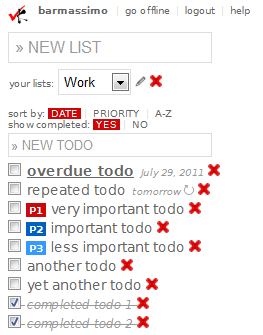 barmassimo | go offline | logout | help
» NEW LIST
your lists: Work
sort by: DATE | PRIORITY | A-Z
show completed: YES | NO
» NEW TODO
overdue todo July 29, 2011
repeated todo tomorrow
P1 very important todo
P2 important todo
P3 less important todo
another todo
yet another todo
completed todo 1
completed todo 2